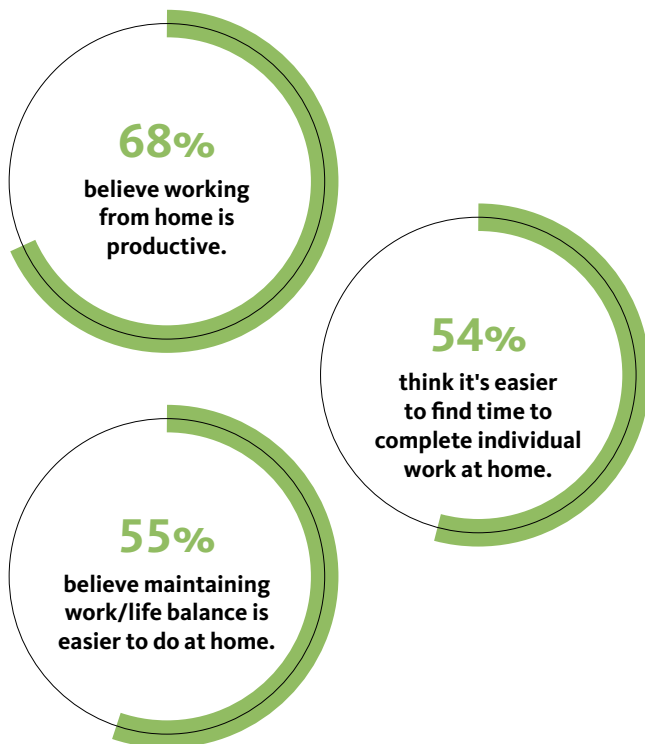 68%
believe working
from home is
productive.
54%
think it's easier
to find time to
complete individual
work at home.
55%
believe maintaining
work/life balance is
easier to do at home.